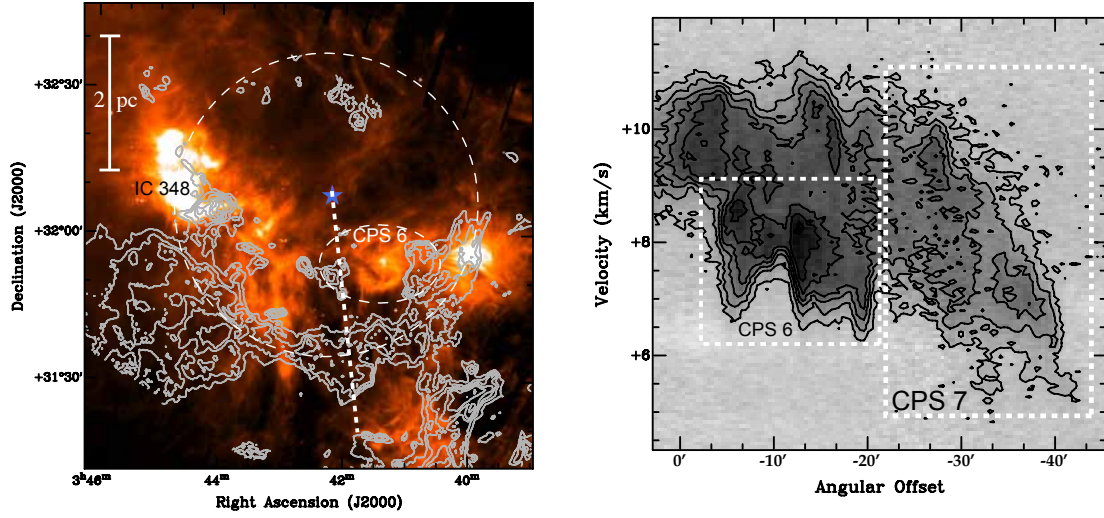 +32°30'
2 pc
IC 348
+32°00'
CPS 6
+31°30'
3ʰ46ᵐ
44ᵐ
42ᵐ
40ᵐ
Right Ascension (J2000)
Declination (J2000)
+10
+8
+6
Velocity (km/s)
CPS 6
CPS 7
0'
-10'
-20'
-30'
-40'
Angular Offset